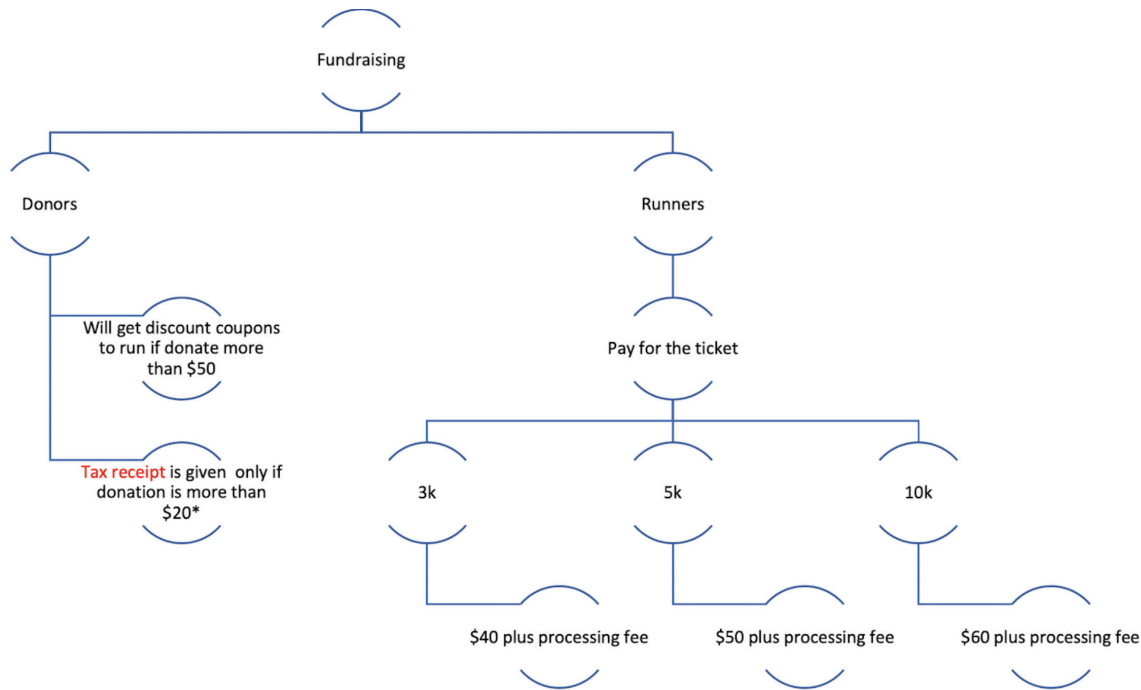 Fundraising
Donors
Runners
Will get discount coupons
to run if donate more
than $50
Pay for the ticket
Tax receipt is given  only if
donation is more than
$20*
3k
5k
10k
$40 plus processing fee
$50 plus processing fee
$60 plus processing fee